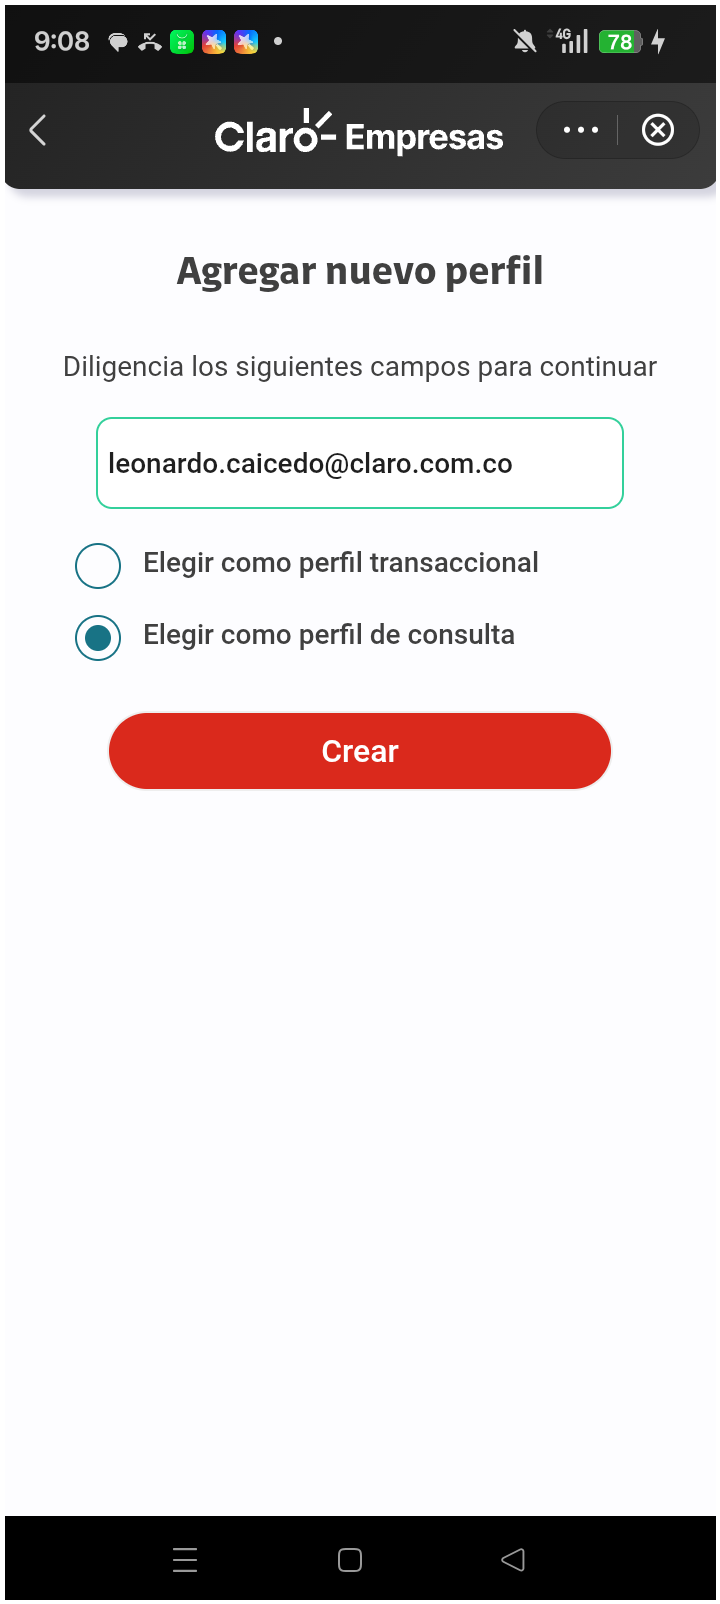 9:08
4G
78
Claro- Empresas
Agregar nuevo perfil
Diligencia los siguientes campos para continuar
leonardo.caicedo@claro.com.co
Elegir como perfil transaccional
Elegir como perfil de consulta
Crear